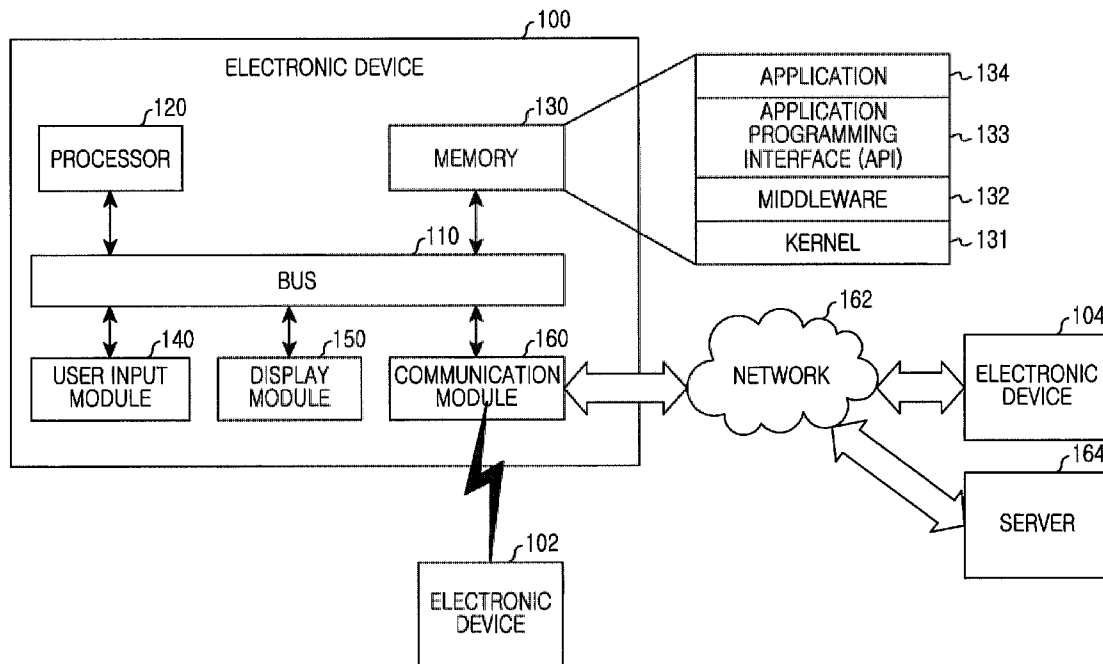 100
ELECTRONIC DEVICE
120
PROCESSOR
130
MEMORY
APPLICATION
134
APPLICATION
PROGRAMMING
INTERFACE (API)
133
MIDDLEWARE
132
KERNEL
131
110
BUS
140
USER INPUT
MODULE
150
DISPLAY
MODULE
160
COMMUNICATION
MODULE
162
NETWORK
104
ELECTRONIC
DEVICE
164
SERVER
102
ELECTRONIC
DEVICE